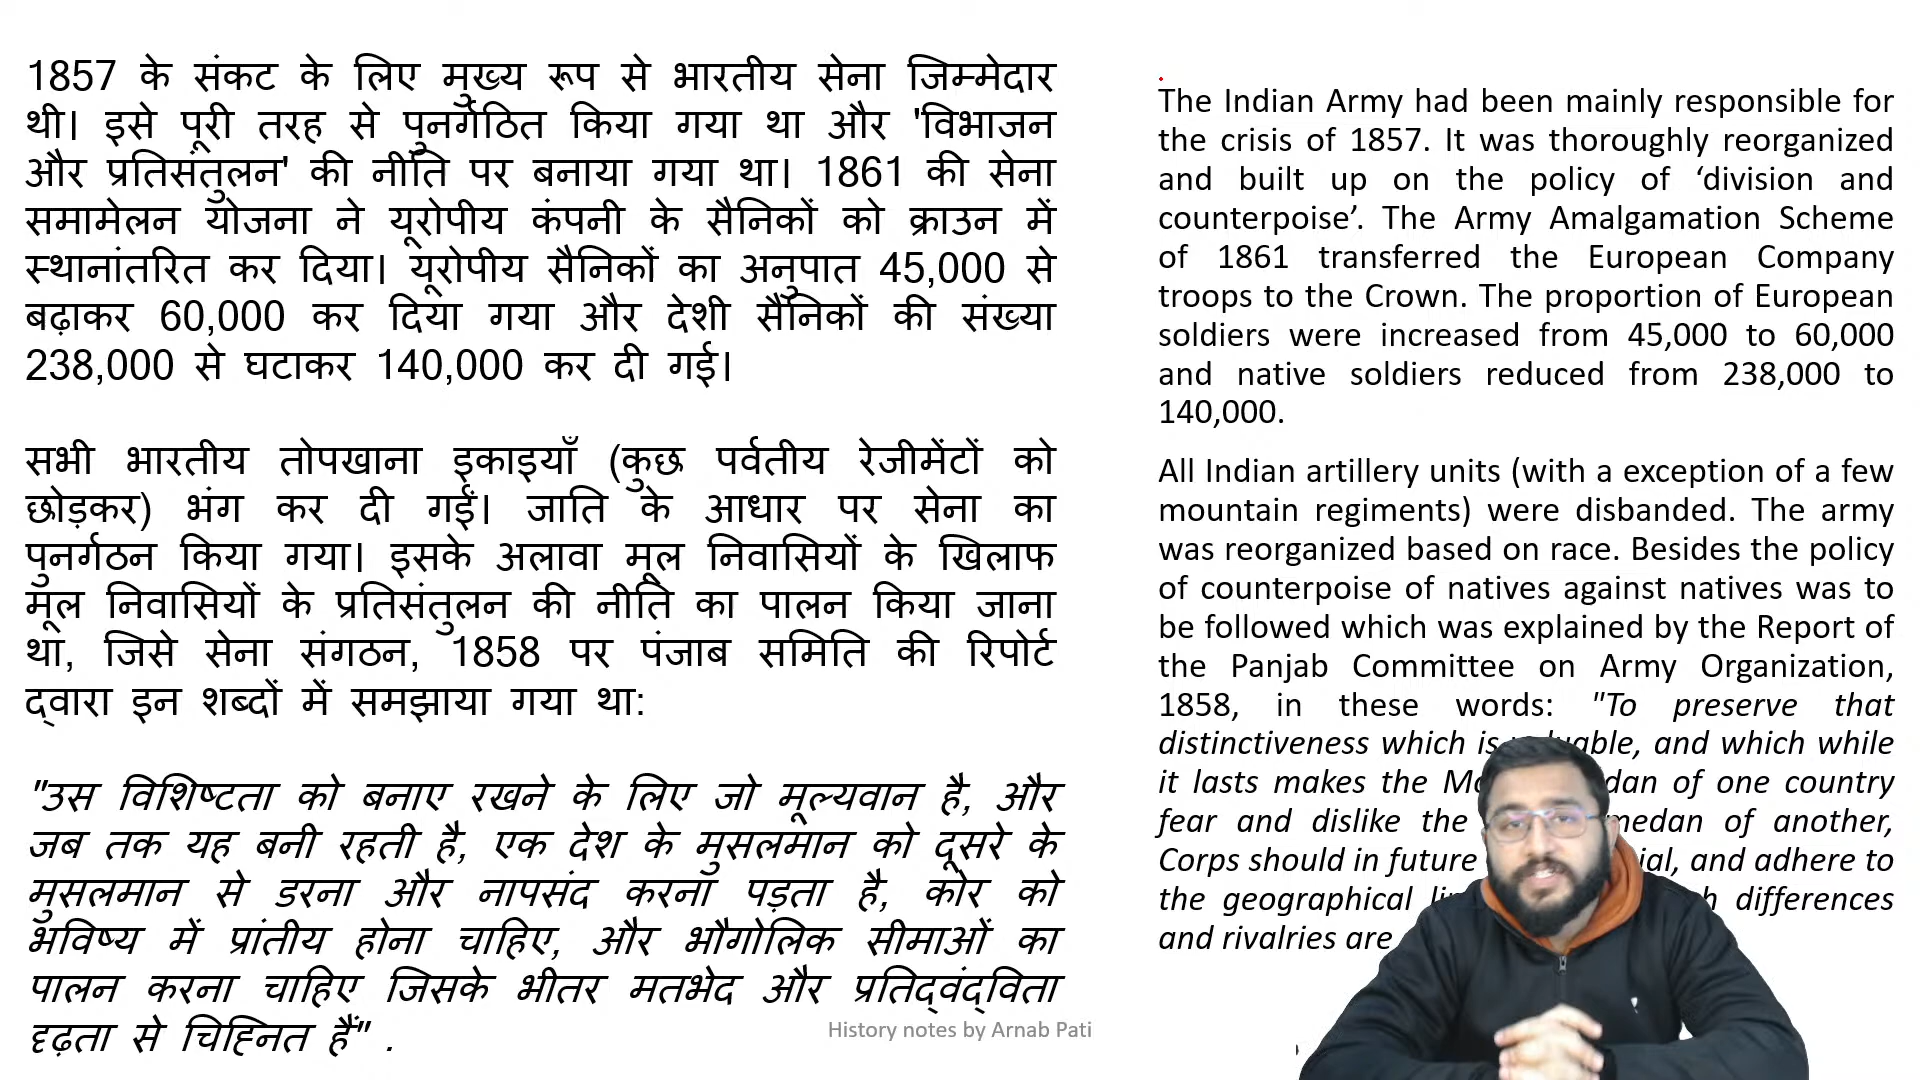 1857 के संकट के लिए मुख्य रूप से भारतीय सेना जिम्मेदार
थी। इसे पूरी तरह से पुनर्गठित किया गया था और 'विभाजन
और प्रतिसंतुलन' की नीति पर बनाया गया था। 1861 की सेना
समामेलन योजना ने यूरोपीय कंपनी के सैनिकों को क्राउन में
स्थानांतरित कर दिया। यूरोपीय सैनिकों का अनुपात 45,000 से
बढ़ाकर 60,000 कर दिया गया और देशी सैनिकों की संख्या
238,000 से घटाकर 140,000 कर दी गई।
सभी भारतीय तोपखाना इकाइयाँ (कुछ पर्वतीय रेजीमेंटों को
छोड़कर) भंग कर दी गईं। जाति के आधार पर सेना का
पुनर्गठन किया गया। इसके अलावा मूल निवासियों के खिलाफ
मूल निवासियों के प्रतिसंतुलन की नीति का पालन किया जाना
था, जिसे सेना संगठन, 1858 पर पंजाब समिति की रिपोर्ट
द्वारा इन शब्दों में समझाया गया था:
"उस विशिष्टता को बनाए रखने के लिए जो मूल्यवान है, और
जब तक यह बनी रहती है, एक देश के मुसलमान को दूसरे के
मुसलमान से डरना और नापसंद करना पड़ता है, कोर को
भविष्य में प्रांतीय होना चाहिए, और भौगोलिक सीमाओं का
पालन करना चाहिए जिसके भीतर मतभेद और प्रतिद्वंद्विता
दृढ़ता से चिह्नित हैं" .
The Indian Army had been mainly responsible for
the crisis of 1857. It was thoroughly reorganized
and built up on the policy of ‘division and
counterpoise’. The Army Amalgamation Scheme
of 1861 transferred the European Company
troops to the Crown. The proportion of European
soldiers were increased from 45,000 to 60,000
and native soldiers reduced from 238,000 to
140,000.
All Indian artillery units (with a exception of a few
mountain regiments) were disbanded. The army
was reorganized based on race. Besides the policy
of counterpoise of natives against natives was to
be followed which was explained by the Report of
the Panjab Committee on Army Organization,
1858, in these words: "To preserve that
distinctiveness which is and which while
it lasts makes the of one country
fear and dislike the of another,
Corps should in future and adhere to
the geographical differences
and rivalries are
History notes by Arnab Pati